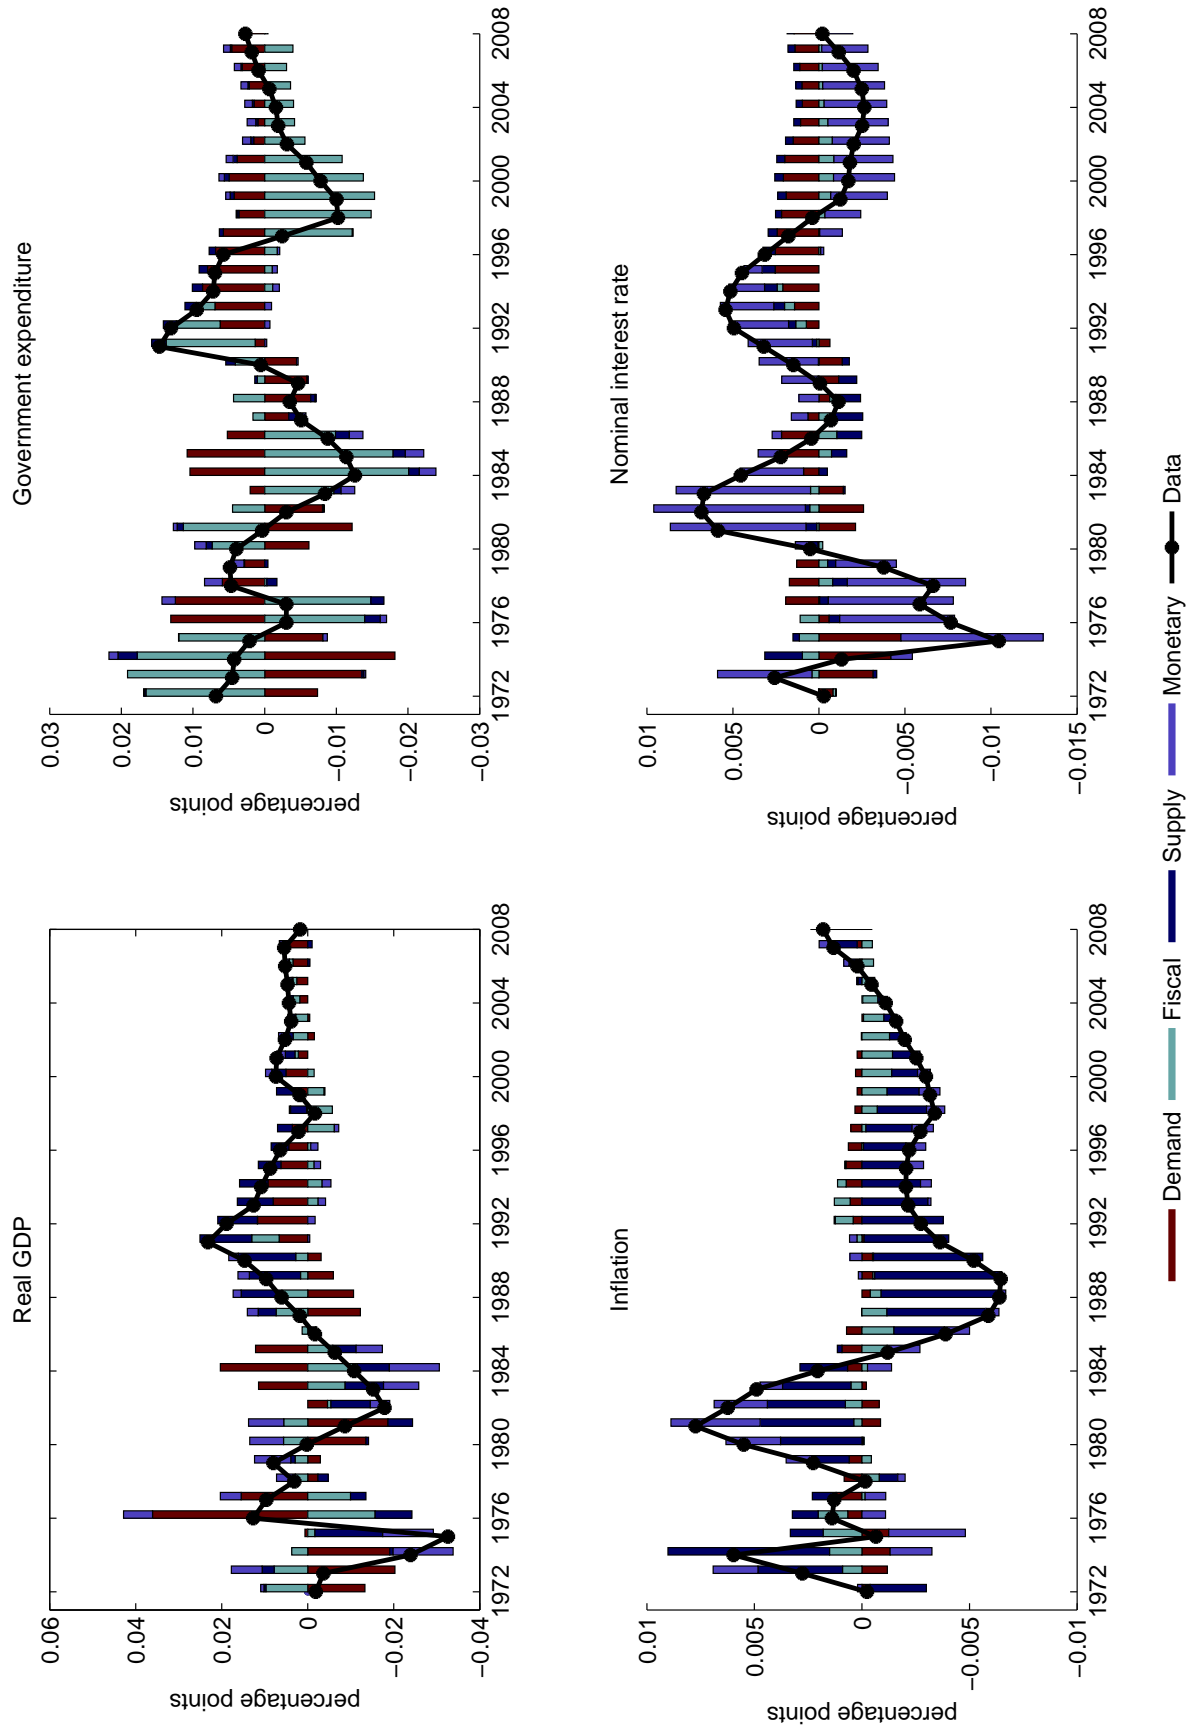 Real GDP
percentage points
0.06
0.04
0.02
0
−0.02
−0.04
1972 1976 1980 1984 1988 1992 1996 2000 2004 2008
Government expenditure
percentage points
0.03
0.02
0.01
0
−0.01
−0.02
−0.03
1972 1976 1980 1984 1988 1992 1996 2000 2004 2008
Inflation
percentage points
0.01
0.005
0
−0.005
−0.01
1972 1976 1980 1984 1988 1992 1996 2000 2004 2008
Nominal interest rate
percentage points
0.01
0.005
0
−0.005
−0.01
−0.015
1972 1976 1980 1984 1988 1992 1996 2000 2004 2008
Demand Fiscal Supply Monetary Data